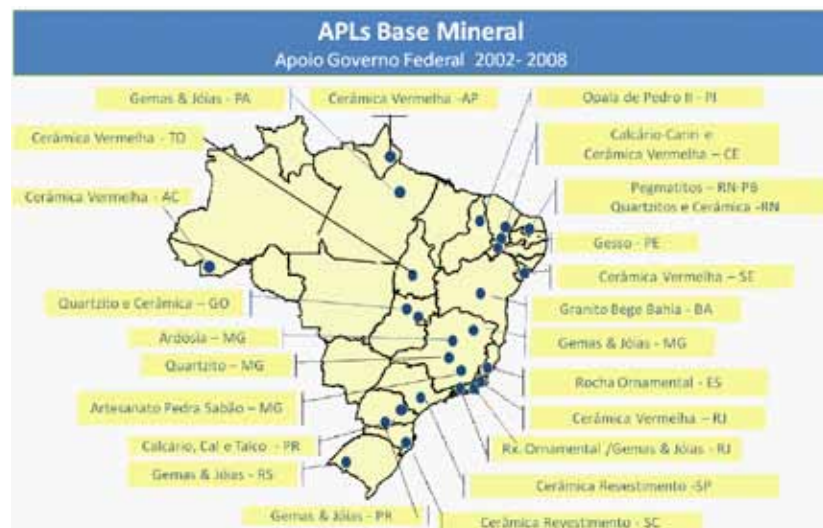 APLs Base Mineral
Apoio Governo Federal 2002- 2008
Gemas & Jóias - PA
Cerâmica Vermelha -AP
Opala de Pedro II - PI
Cerâmica Vermelha - TO
Calcário-Cariri e
Cerâmica Vermelha – CE
Cerâmica Vermelha - AC
Pegmatitos – RN-PB
Quartzitos e Cerâmica -RN
Gesso - PE
Cerâmica Vermelha – SE
Quartzito e Cerâmica – GO
Granito Bege Bahia - BA
Ardósia – MG
Gemas & Jóias - MG
Quartzito – MG
Rocha Ornamental - ES
Artesanato Pedra Sabão – MG
Cerâmica Vermelha – RJ
Calcário, Cal e Talco - PR
Rx. Ornamental /Gemas & Jóias - RJ
Gemas & Jóias - RS
Cerâmica Revestimento -SP
Gemas & Jóias - PR
Cerâmica Revestimento - SC